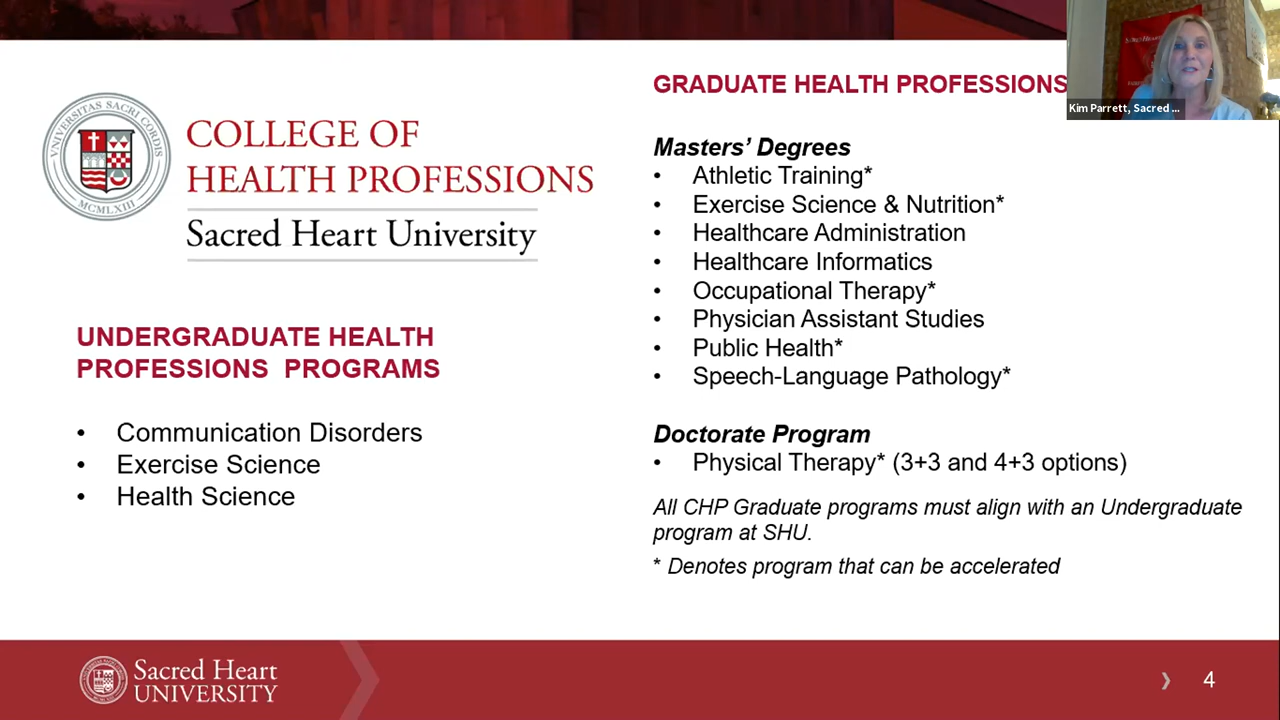 UNIVERSITAS SACRI CORDIS
MCMLXIII
COLLEGE OF
HEALTH PROFESSIONS
Sacred Heart University
UNDERGRADUATE HEALTH
PROFESSIONS PROGRAMS
• Communication Disorders
• Exercise Science
• Health Science
GRADUATE HEALTH PROFESSIONS
Kim Parrett, Sacred ...
Masters’ Degrees
• Athletic Training*
• Exercise Science & Nutrition*
• Healthcare Administration
• Healthcare Informatics
• Occupational Therapy*
• Physician Assistant Studies
• Public Health*
• Speech-Language Pathology*
Doctorate Program
• Physical Therapy* (3+3 and 4+3 options)
All CHP Graduate programs must align with an Undergraduate
program at SHU.
* Denotes program that can be accelerated
Sacred Heart
UNIVERSITY
4